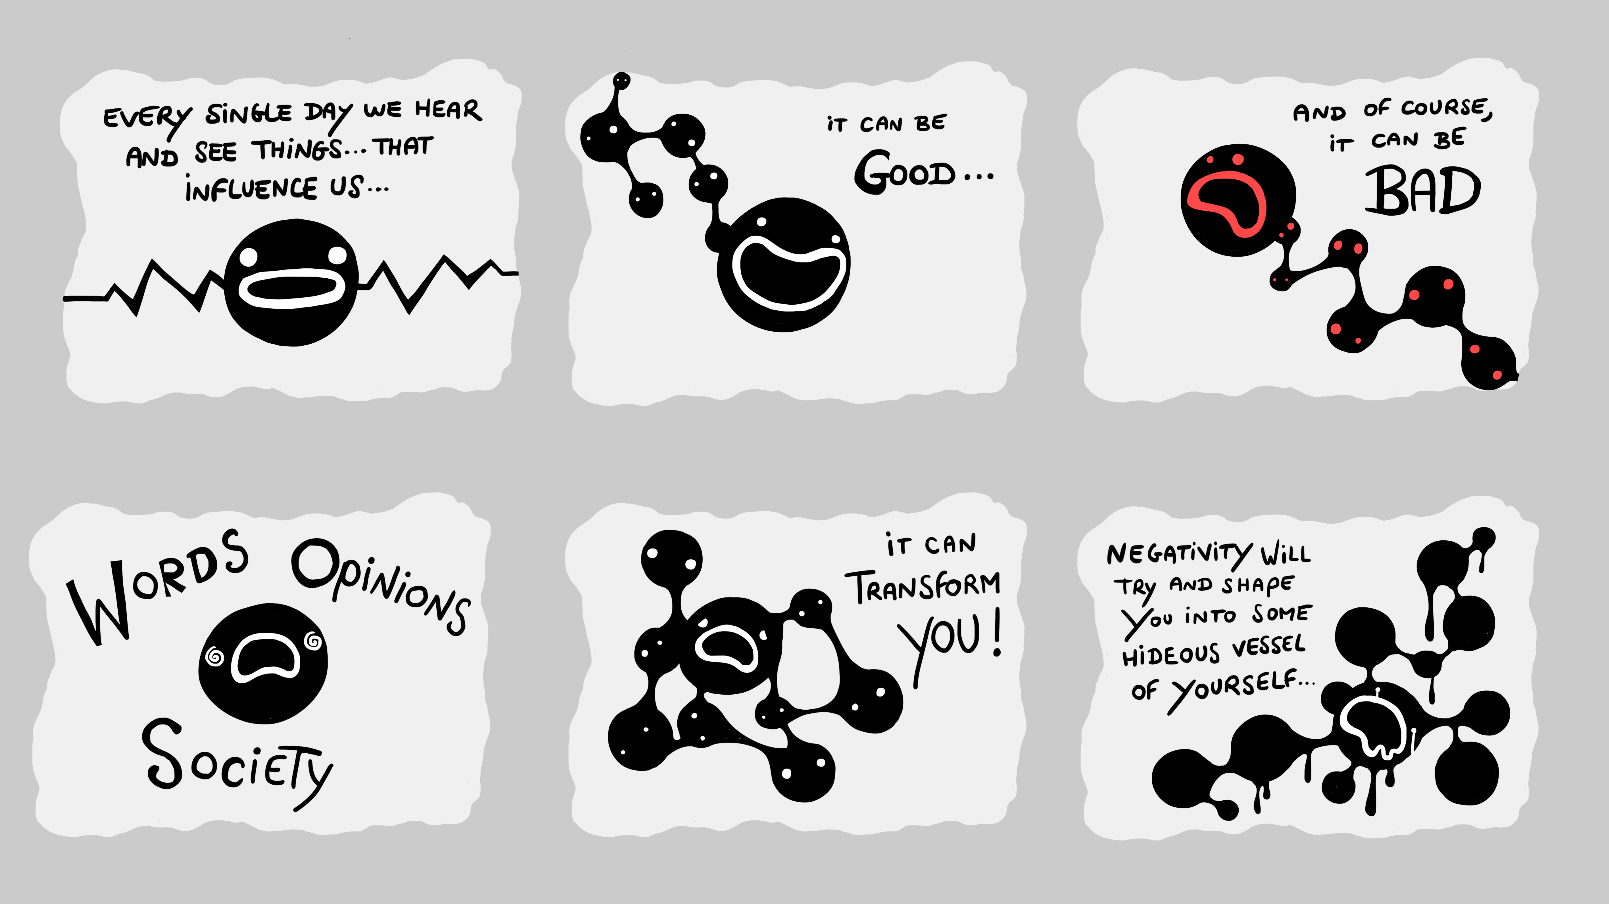 EVERY SINGLE DAY WE HEAR
AND SEE THINGS... THAT
INFLUENCE US...
IT CAN BE
GOOD...
AND OF COURSE,
IT CAN BE
BAD
WORDS OPINIONS
SOCIETY
IT CAN
TRANSFORM
YOU!
NEGATIVITY WILL
TRY AND SHAPE
YOU INTO SOME
HIDEOUS VESSEL
OF YOURSELF...